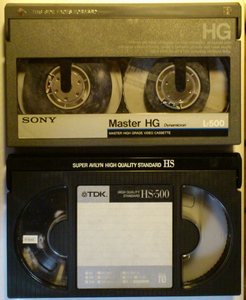 HG
SONY
Master HG Dynamicron
L-500
MASTER HIGH GRADE VIDEO CASSETTE
SUPER AVILYN HIGH QUALITY STANDARD HS
TDK
HIGH QUALITY
STANDARD
HS-500